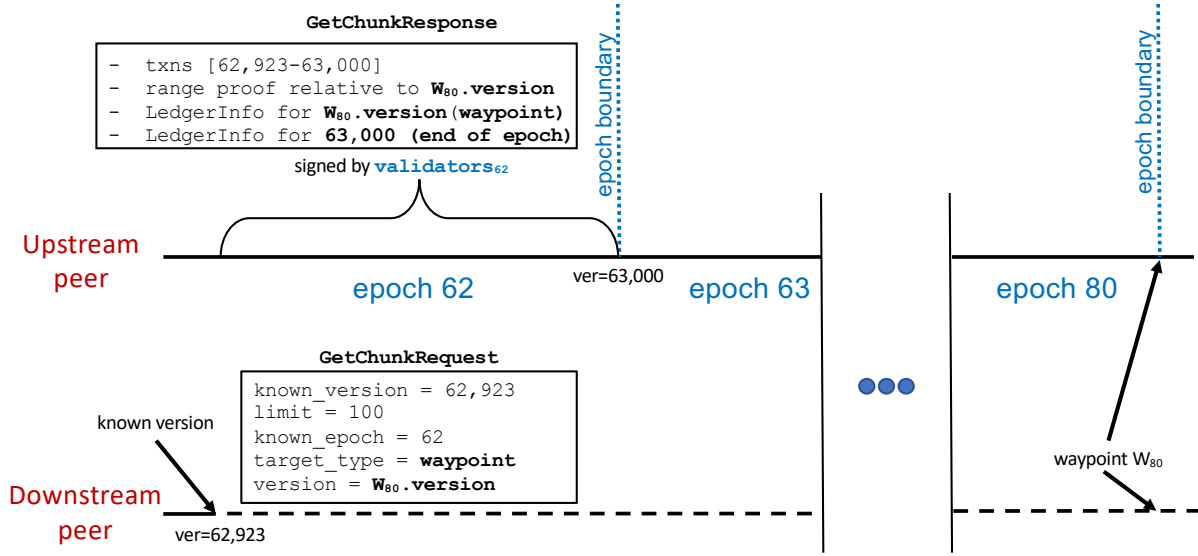 GetChunkResponse
- txns [62,923-63,000]
- range proof relative to W₈₀.version
- LedgerInfo for W₈₀.version(waypoint)
- LedgerInfo for 63,000 (end of epoch)
signed by validators₆₂
epoch boundary
epoch boundary
Upstream
peer
epoch 62
ver=63,000
epoch 63
epoch 80
GetChunkRequest
known_version = 62,923
limit = 100
known_epoch = 62
target_type = waypoint
version = W₈₀.version
known version
waypoint W₈₀
Downstream
peer
ver=62,923